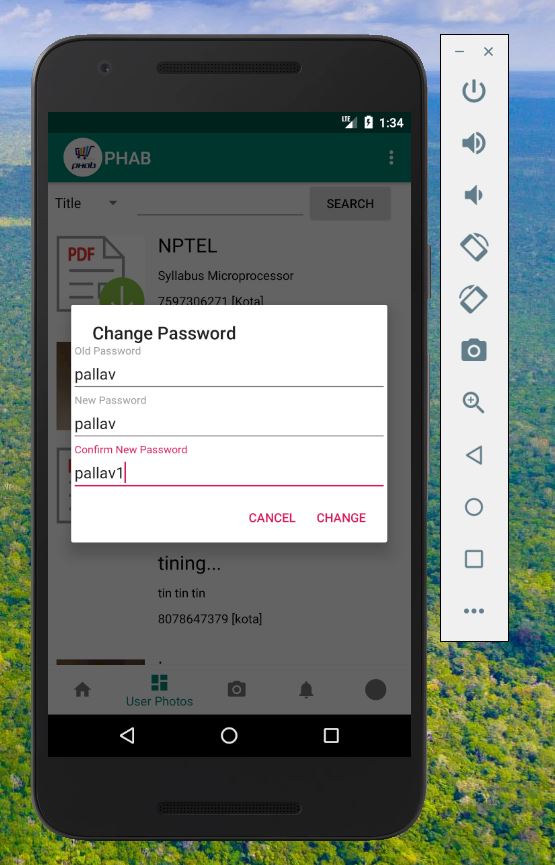 LTE 1:34
PHAB PHAB
Title SEARCH
PDF
NPTEL
Syllabus Microprocessor
7597306271 [Kota]
Change Password
Old Password
pallav
New Password
pallav
Confirm New Password
pallav1
CANCEL CHANGE
tining...
tin tin tin
8078647379 [kota]
User Photos